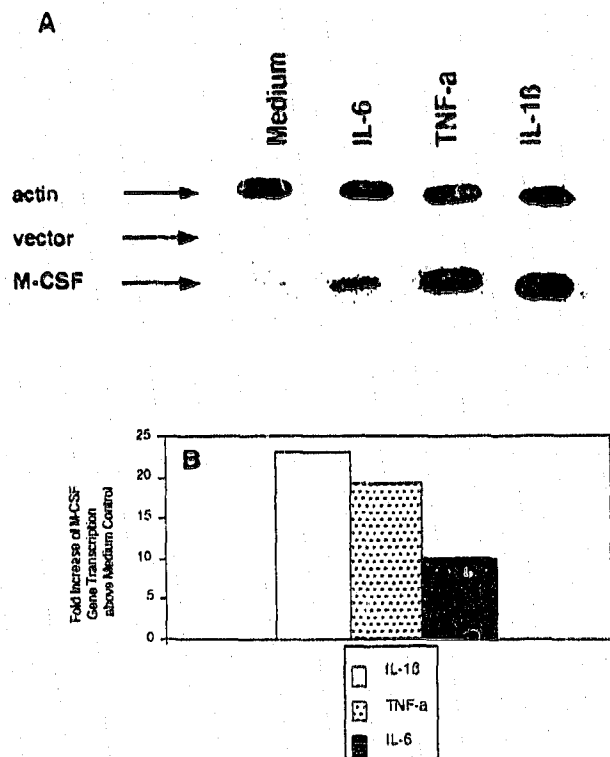 A
Medium
IL-6
TNF-a
IL-1ß
actin
vector
M-CSF
25
20
15
10
5
0
B
Fold Increase of M-CSF
Gene Transcription
above Medium Control
IL-1ß
TNF-a
IL-6